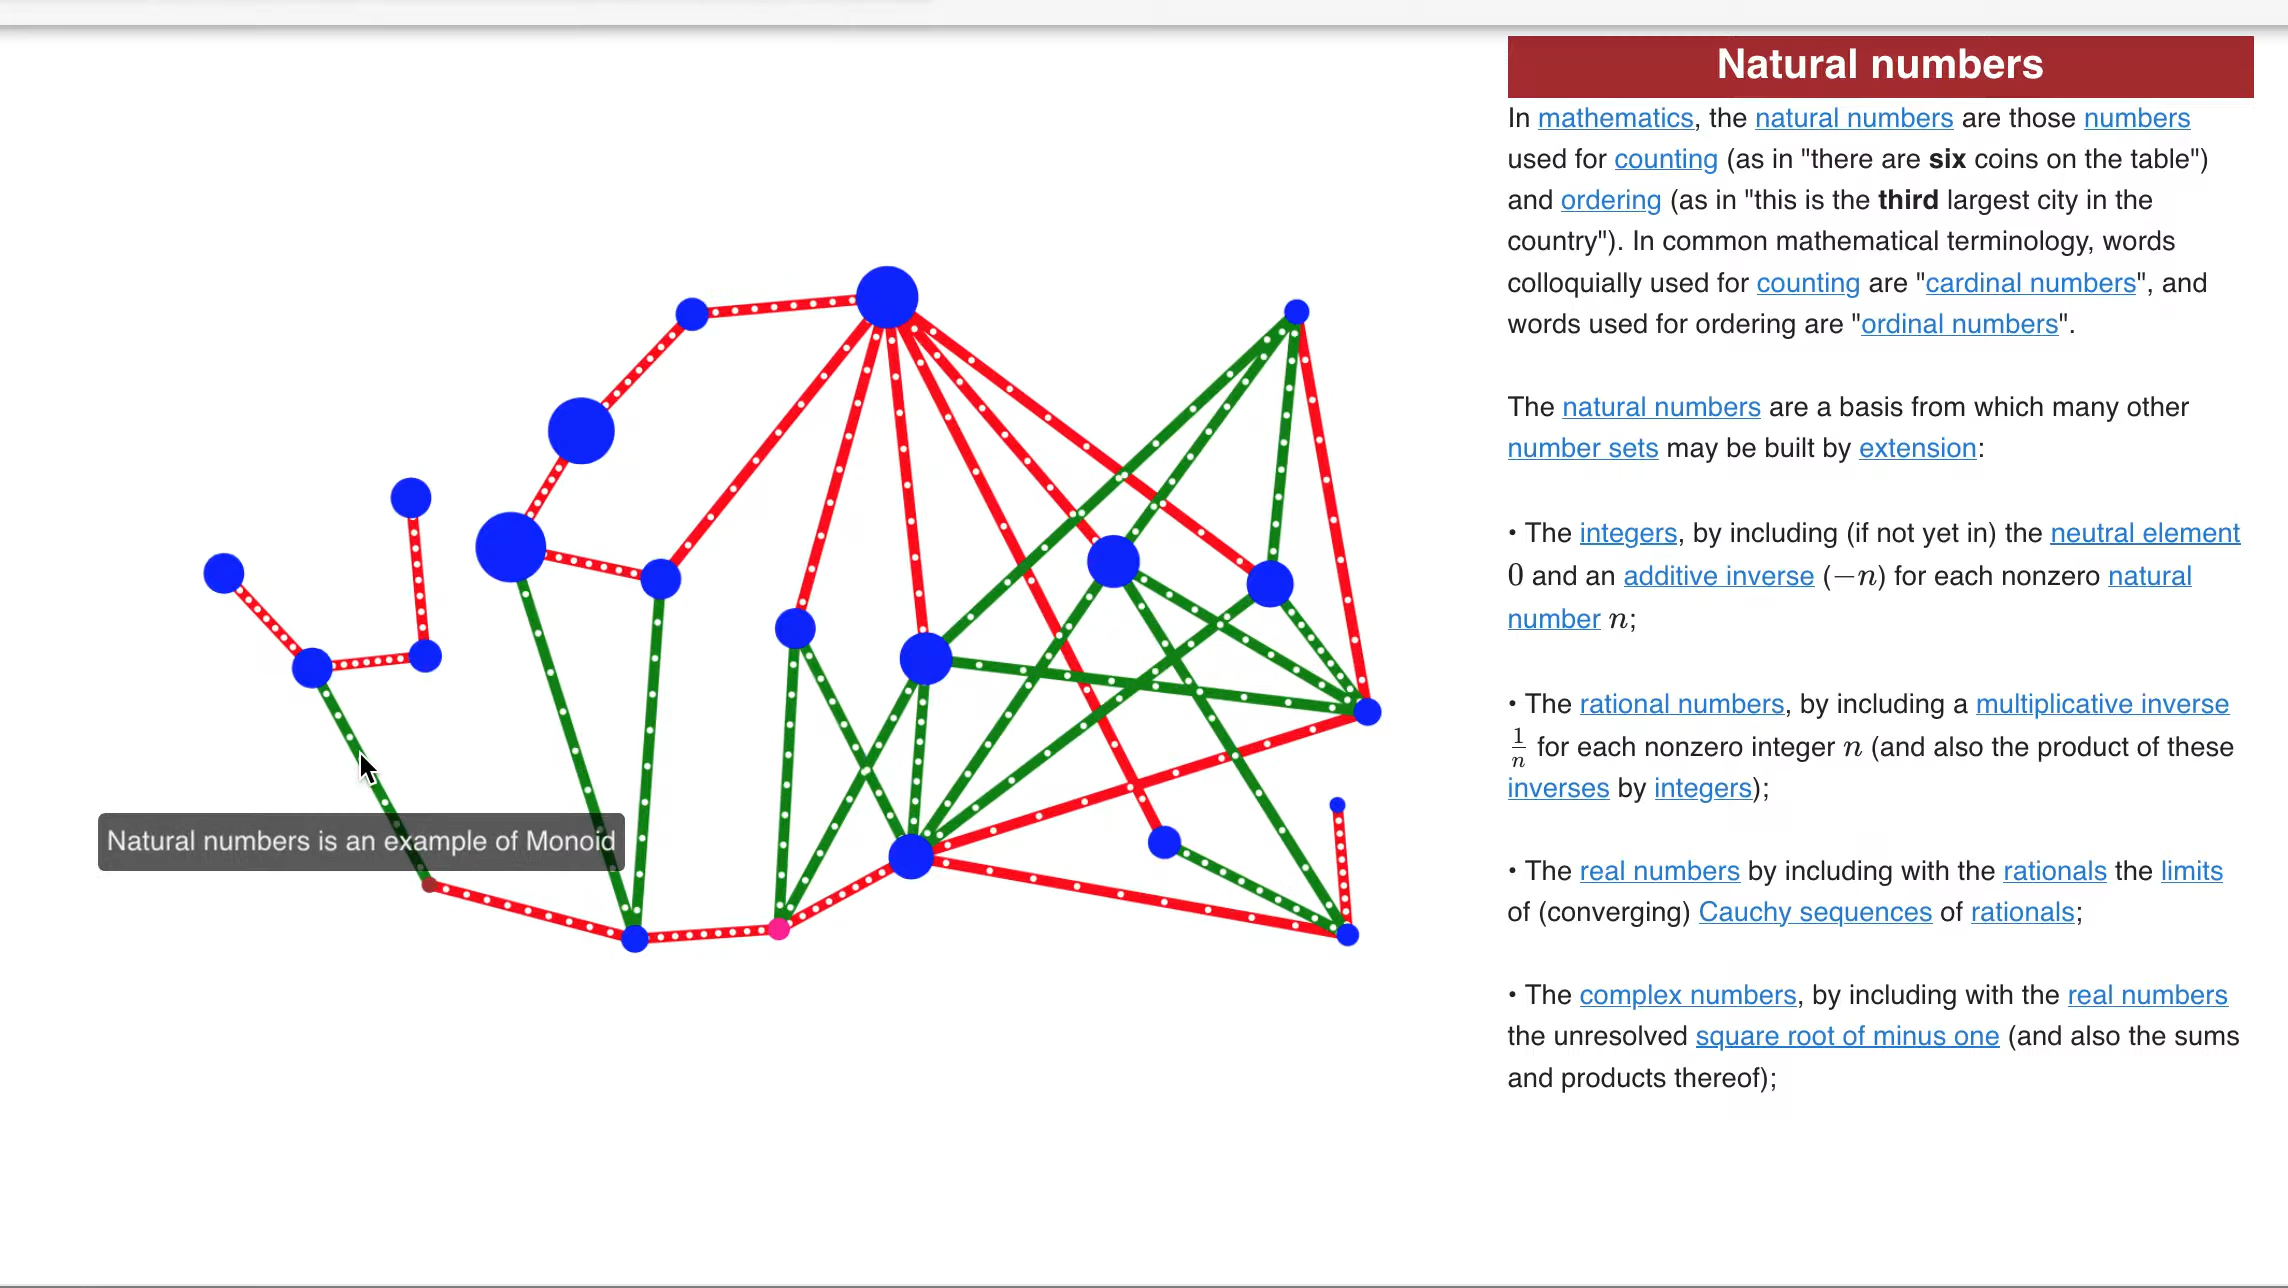 Natural numbers
In mathematics, the natural numbers are those numbers
used for counting (as in "there are six coins on the table")
and ordering (as in "this is the third largest city in the
country"). In common mathematical terminology, words
colloquially used for counting are "cardinal numbers", and
words used for ordering are "ordinal numbers".
The natural numbers are a basis from which many other
number sets may be built by extension:
• The integers, by including (if not yet in) the neutral element
0 and an additive inverse (−n) for each nonzero natural
number n;
• The rational numbers, by including a multiplicative inverse
1/n for each nonzero integer n (and also the product of these
inverses by integers);
• The real numbers by including with the rationals the limits
of (converging) Cauchy sequences of rationals;
• The complex numbers, by including with the real numbers
the unresolved square root of minus one (and also the sums
and products thereof);
Natural numbers is an example of Monoid